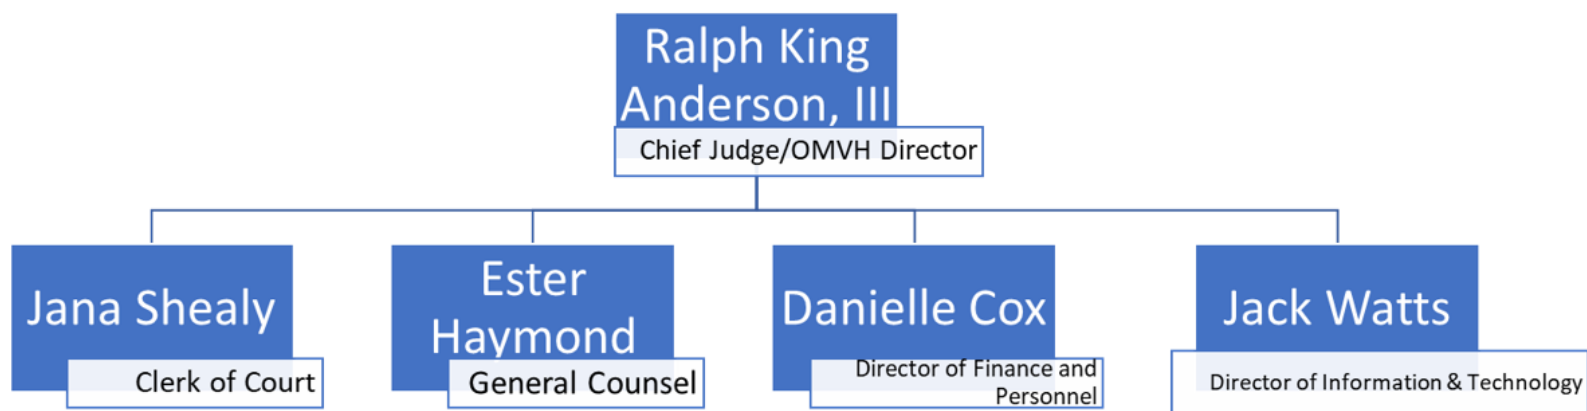 Ralph King
Anderson, III
Chief Judge/OMVH Director
Jana Shealy
Clerk of Court
Ester
Haymond
General Counsel
Danielle Cox
Director of Finance and
Personnel
Jack Watts
Director of Information & Technology